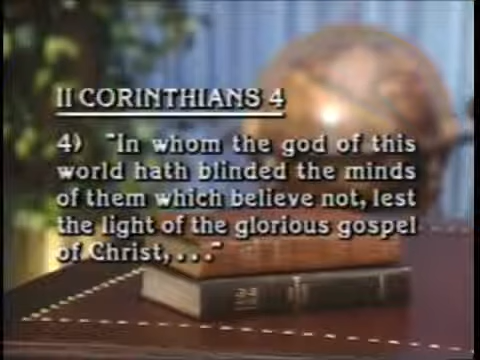 II CORINTHIANS 4
4) "In whom the god of this
world hath blinded the minds
of them which believe not, lest
the light of the glorious gospel
of Christ,..."